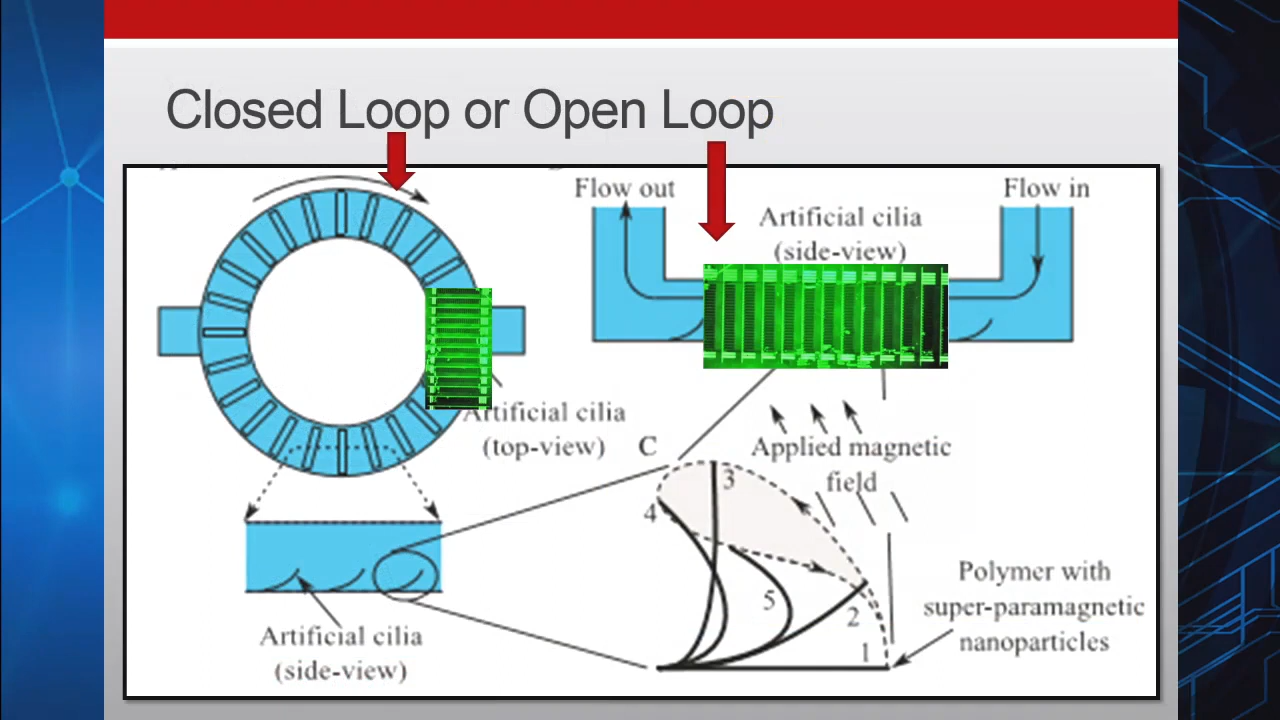 Closed Loop or Open Loop
Flow out
Flow in
Artificial cilia
(side-view)
Artificial cilia
(top-view)
C
Applied magnetic
field
3
4
5
2
1
Polymer with
super-paramagnetic
nanoparticles
Artificial cilia
(side-view)